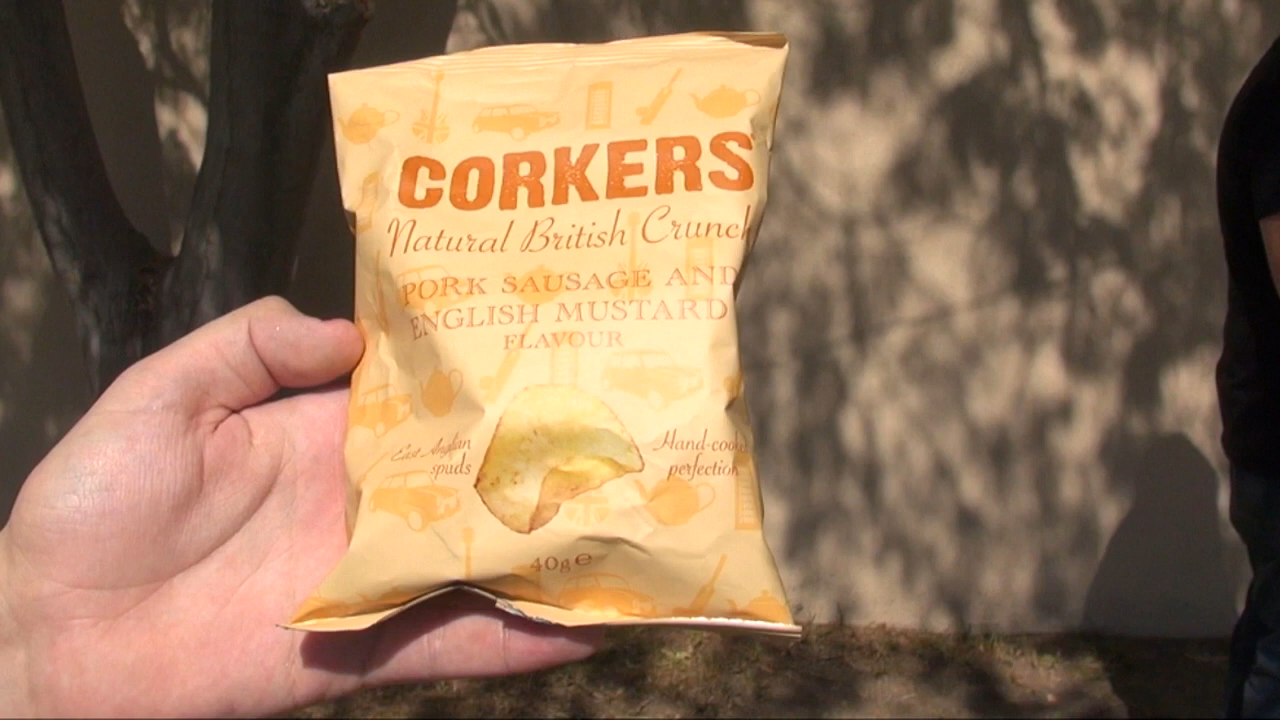 CORKERS
Natural British Crunch
PORK SAUSAGE AND
ENGLISH MUSTARD
FLAVOUR
East Anglian
spuds
Hand-cooked
perfection
40g e